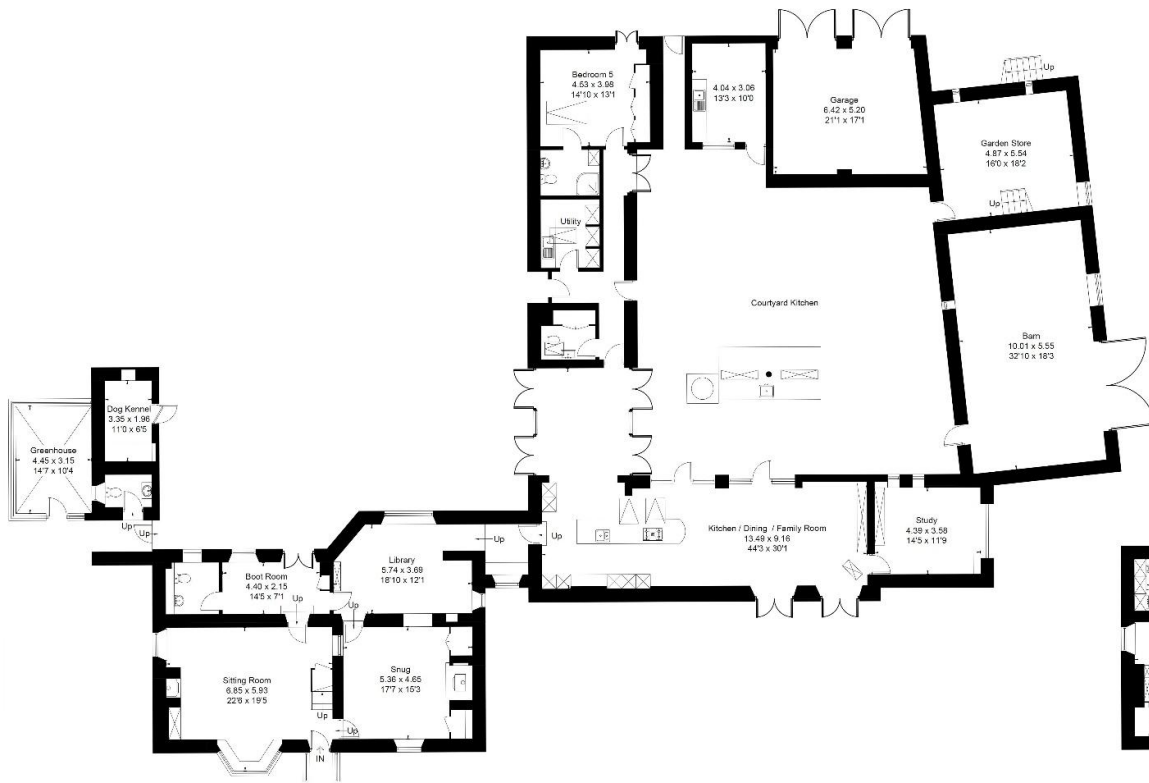 Bedroom 5
4.53 x 3.98
14'10 x 13'1
4.04 x 3.06
13'3 x 10'0
Garage
6.42 x 5.20
21'1 x 17'1
Up
Garden Store
4.87 x 5.54
16'0 x 18'2
Up
Utility
Courtyard Kitchen
Barn
10.01 x 5.55
32'10 x 18'3
Dog Kennel
3.35 x 1.96
11'0 x 6'5
Greenhouse
4.45 x 3.15
14'7 x 10'4
Up
Up
Library
5.74 x 3.69
18'10 x 12'1
Up
Kitchen / Dining / Family Room
13.49 x 9.16
44'3 x 30'1
Study
4.39 x 3.58
14'5 x 11'9
Boot Room
4.40 x 2.15
14'5 x 7'1
Up
Up
Sitting Room
6.85 x 5.93
22'6 x 19'5
Snug
5.36 x 4.65
17'7 x 15'3
Up
Up
IN